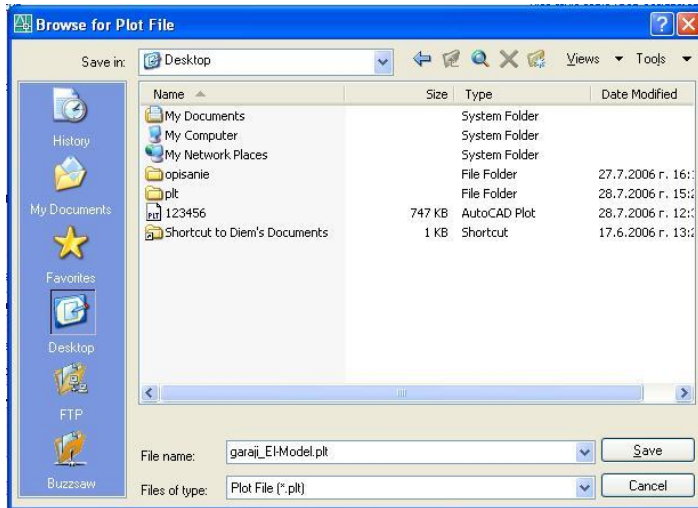 Browse for Plot File
Save in: Desktop Views Tools
Name Size Type Date Modified
My Documents System Folder
My Computer System Folder
My Network Places System Folder
opisanie File Folder 27.7.2006 г. 16:
plt File Folder 28.7.2006 г. 15:2
123456 747 KB AutoCAD Plot 28.7.2006 г. 12:
Shortcut to Diem's Documents 1 KB Shortcut 17.6.2006 г. 13:2
History
My Documents
Favorites
Desktop
FTP
Buzzsaw
File name: garaji_El-Model.plt Save
Files of type: Plot File (*.plt) Cancel